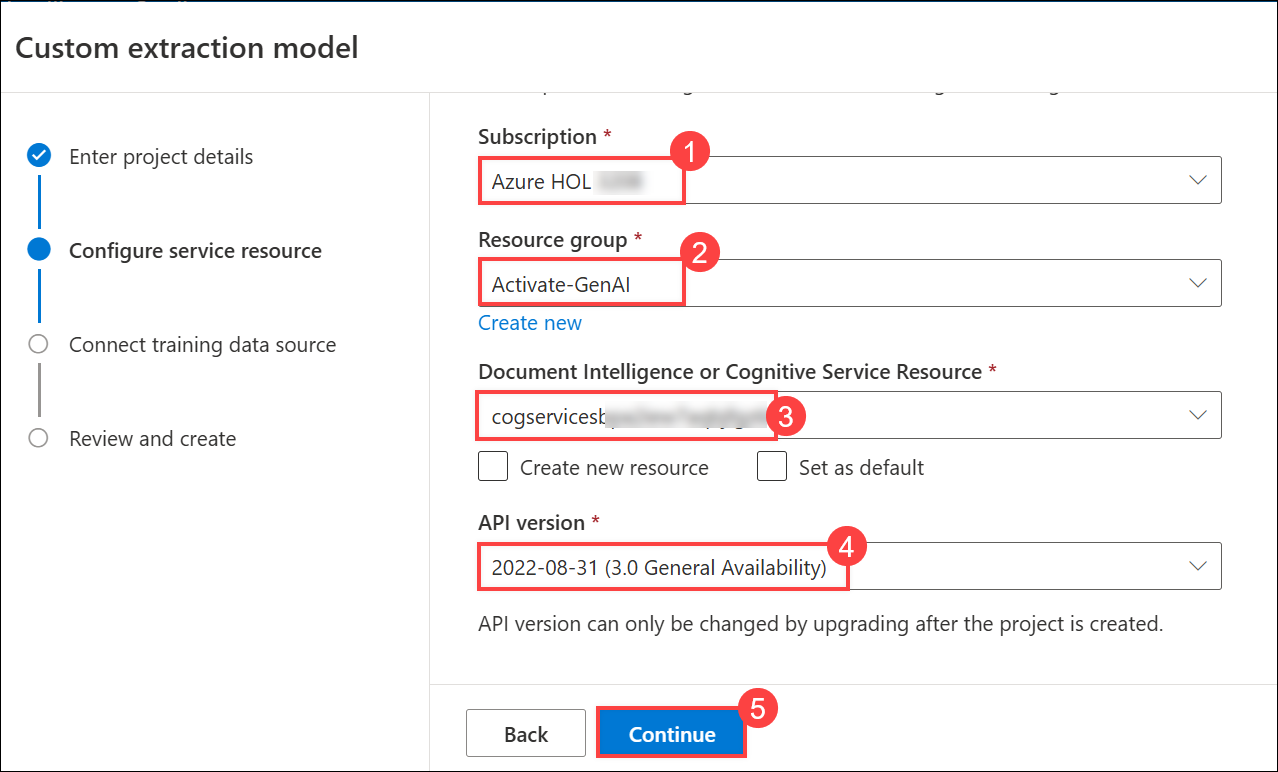 Custom extraction model
Enter project details
Configure service resource
Connect training data source
Review and create
Subscription *
1
Azure HOL
Resource group *
2
Activate-GenAI
Create new
Document Intelligence or Cognitive Service Resource *
cogservicesb
3
Create new resource
Set as default
API version *
4
2022-08-31 (3.0 General Availability)
API version can only be changed by upgrading after the project is created.
5
Back
Continue